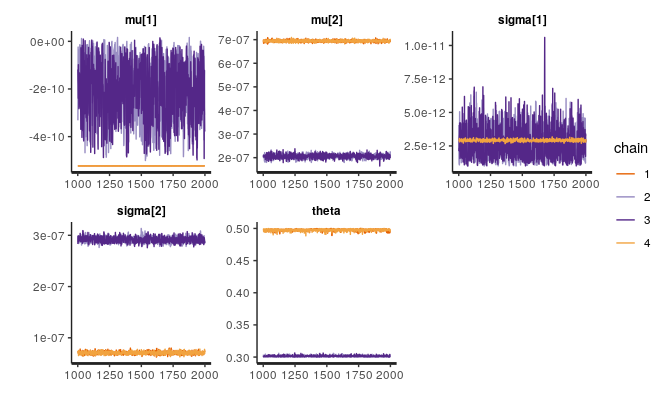 mu[1] mu[2] sigma[1]
0e+00
-2e-10
-4e-10
1000 1250 1500 1750 2000
7e-07
6e-07
5e-07
4e-07
3e-07
2e-07
1000 1250 1500 1750 2000
1.0e-11
7.5e-12
5.0e-12
2.5e-12
1000 1250 1500 1750 2000
sigma[2] theta
3e-07
2e-07
1e-07
1000 1250 1500 1750 2000
0.50
0.45
0.40
0.35
0.30
1000 1250 1500 1750 2000
chain
1
2
3
4